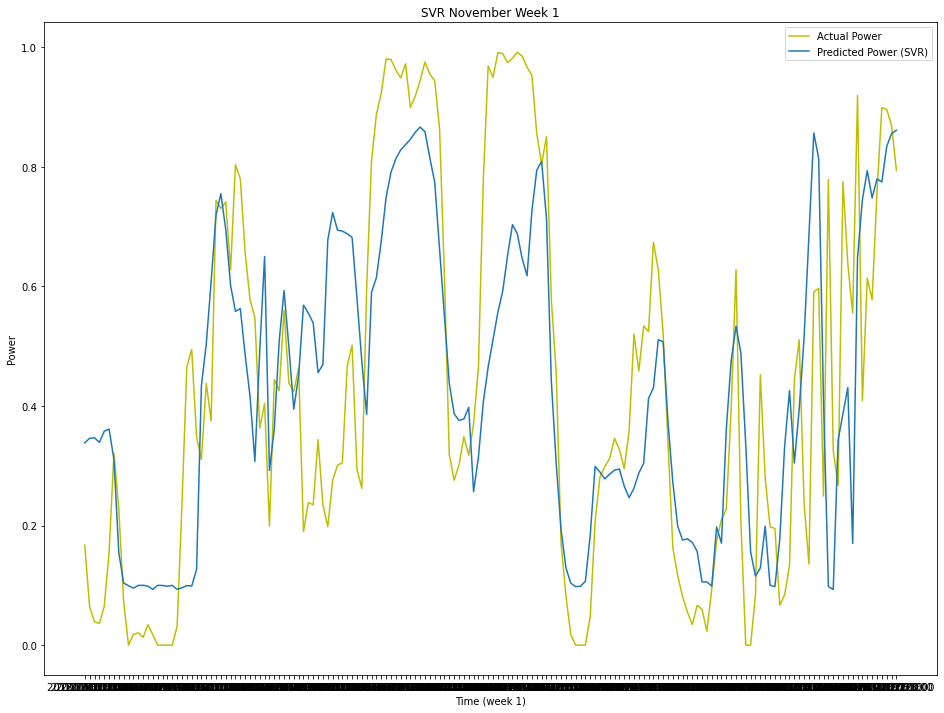 SVR November Week 1
Actual Power
Predicted Power (SVR)
1.0
0.8
0.6
0.4
0.2
0.0
Power
Time (week 1)